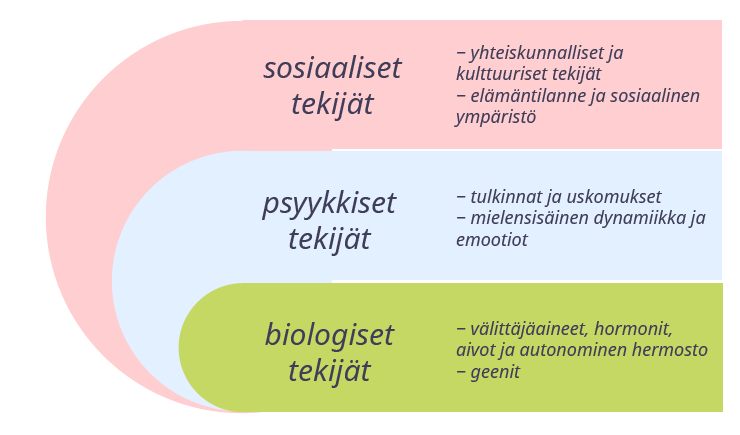 sosiaaliset
tekijät
– yhteiskunnalliset ja
kulttuuriset tekijät
– elämäntilanne ja sosiaalinen
ympäristö
psyykkiset
tekijät
– tulkinnat ja uskomukset
– mielensisäinen dynamiikka ja
emootiot
biologiset
tekijät
– välittäjäaineet, hormonit,
aivot ja autonominen hermosto
– geenit